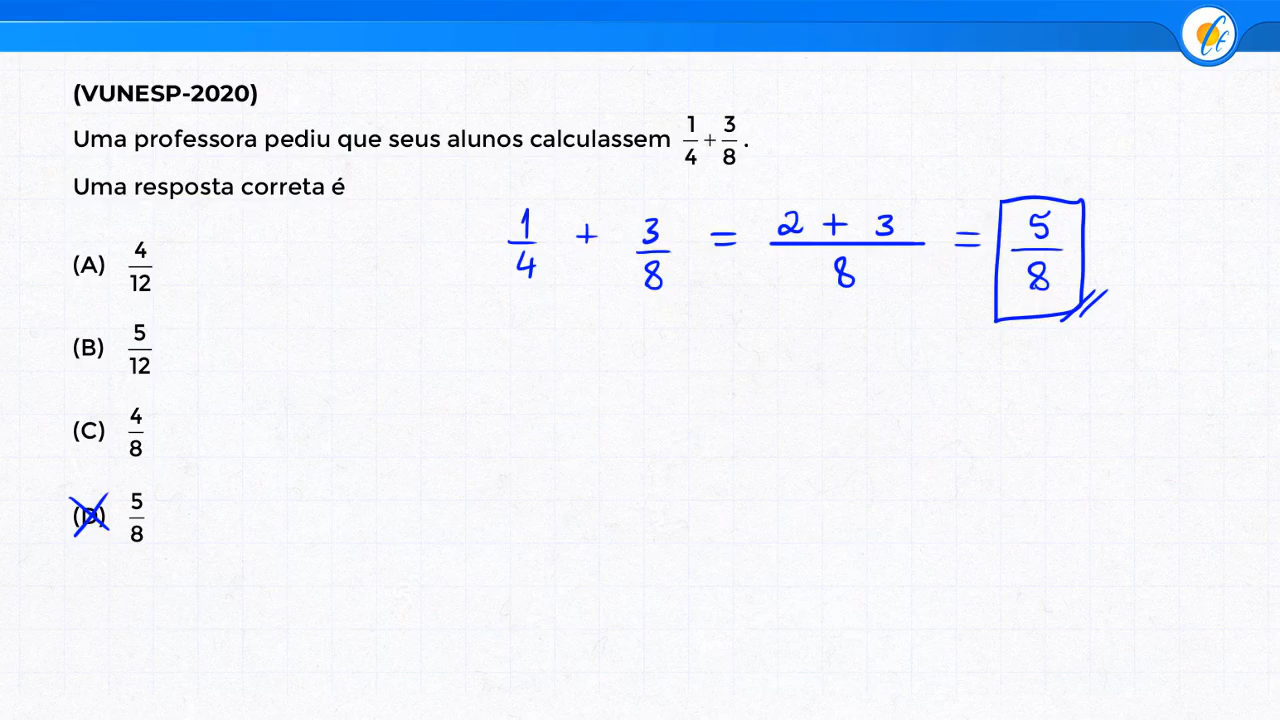 (VUNESP-2020)
Uma professora pediu que seus alunos calculassem 1/4 + 3/8 .
Uma resposta correta é
1/4 + 3/8 = (2 + 3)/8 = 5/8
(A) 4/12
(B) 5/12
(C) 4/8
(D) 5/8